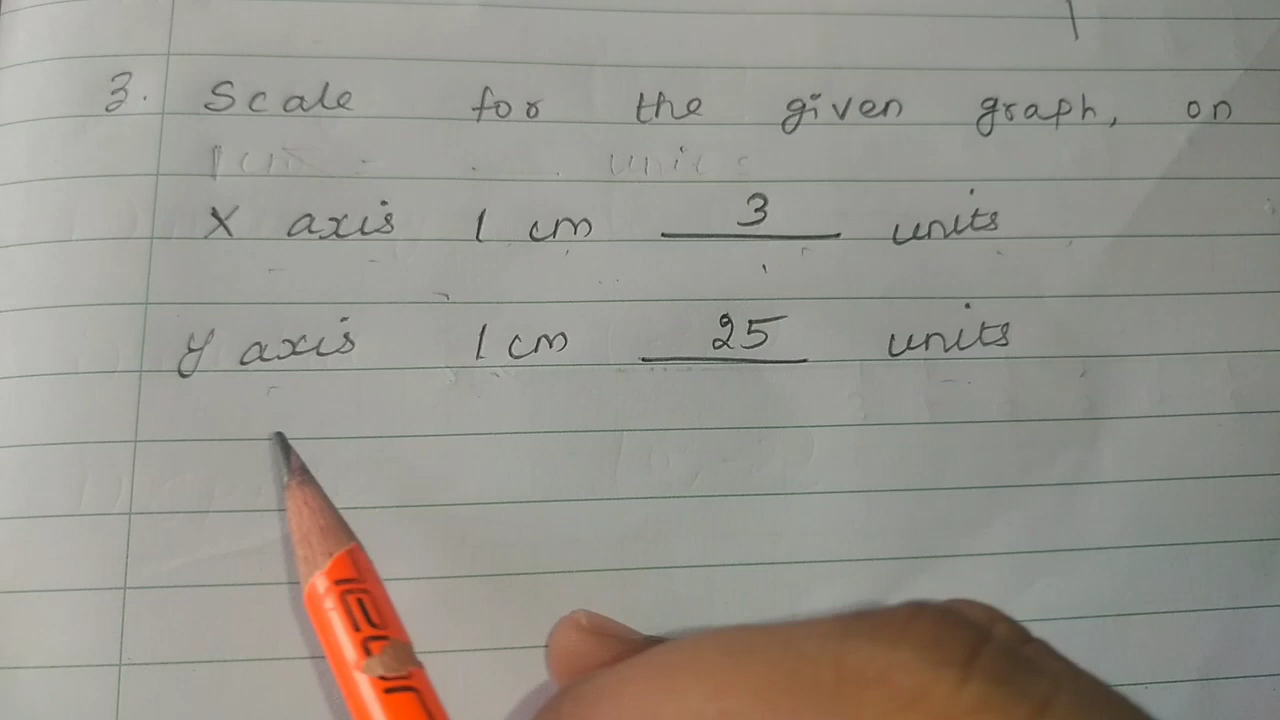 3. Scale for the given graph, on
X axis 1 cm 3 units
y axis 1 cm 25 units